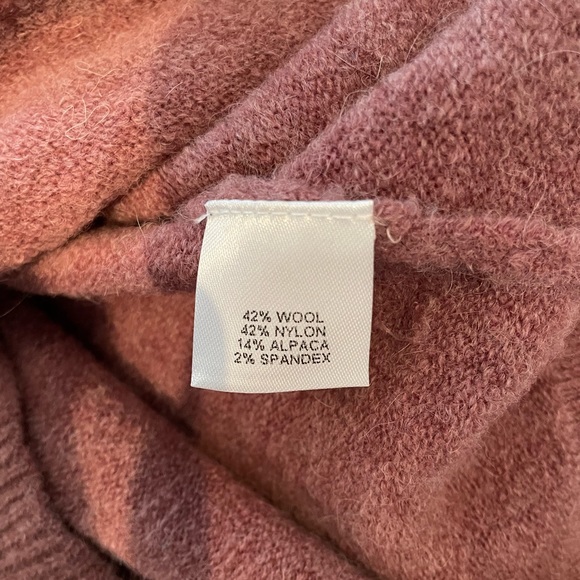 42% WOOL
42% NYLON
14% ALPACA
2% SPANDEX